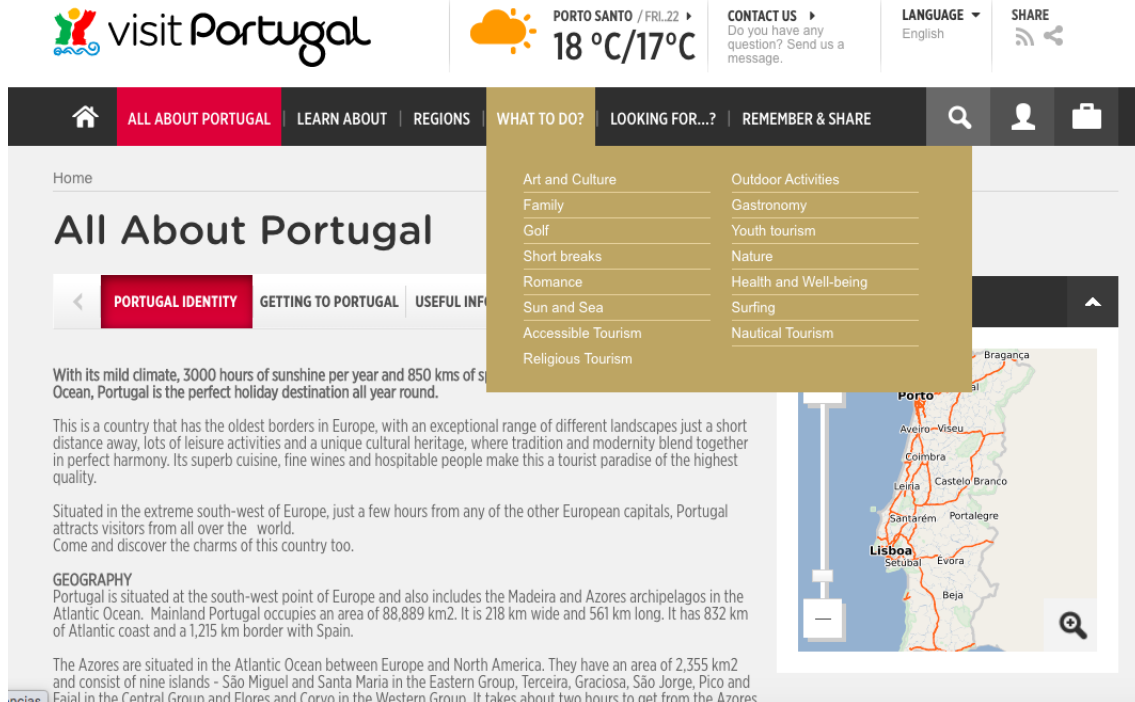 visit Portugal
PORTO SANTO / FRI..22
18 °C/17°C
CONTACT US
Do you have any
question? Send us a
message.
LANGUAGE
English
SHARE
ALL ABOUT PORTUGAL | LEARN ABOUT | REGIONS | WHAT TO DO? | LOOKING FOR...? | REMEMBER & SHARE
Home
All About Portugal
Art and Culture
Family
Golf
Short breaks
Romance
Sun and Sea
Accessible Tourism
Religious Tourism
Outdoor Activities
Gastronomy
Youth tourism
Nature
Health and Well-being
Surfing
Nautical Tourism
PORTUGAL IDENTITY GETTING TO PORTUGAL USEFUL INFO
With its mild climate, 3000 hours of sunshine per year and 850 kms of
Ocean, Portugal is the perfect holiday destination all year round.
This is a country that has the oldest borders in Europe, with an exceptional range of different landscapes just a short
distance away, lots of leisure activities and a unique cultural heritage, where tradition and modernity blend together
in perfect harmony. Its superb cuisine, fine wines and hospitable people make this a tourist paradise of the highest
quality.
Situated in the extreme south-west of Europe, just a few hours from any of the other European capitals, Portugal
attracts visitors from all over the world.
Come and discover the charms of this country too.
GEOGRAPHY
Portugal is situated at the south-west point of Europe and also includes the Madeira and Azores archipelagos in the
Atlantic Ocean. Mainland Portugal occupies an area of 88,889 km2. It is 218 km wide and 561 km long. It has 832 km
of Atlantic coast and a 1,215 km border with Spain.
The Azores are situated in the Atlantic Ocean between Europe and North America. They have an area of 2,355 km2
and consist of nine islands - São Miguel and Santa Maria in the Eastern Group, Terceira, Graciosa, São Jorge, Pico and
Faial in the Central Group and Flores and Corvo in the Western Group. It takes about two hours to get from the Azores
Bragança
Porto
Aveiro Viseu
Coimbra
Leiria Castelo Branco
Santarém Portalegre
Lisboa
Setúbal Évora
Beja